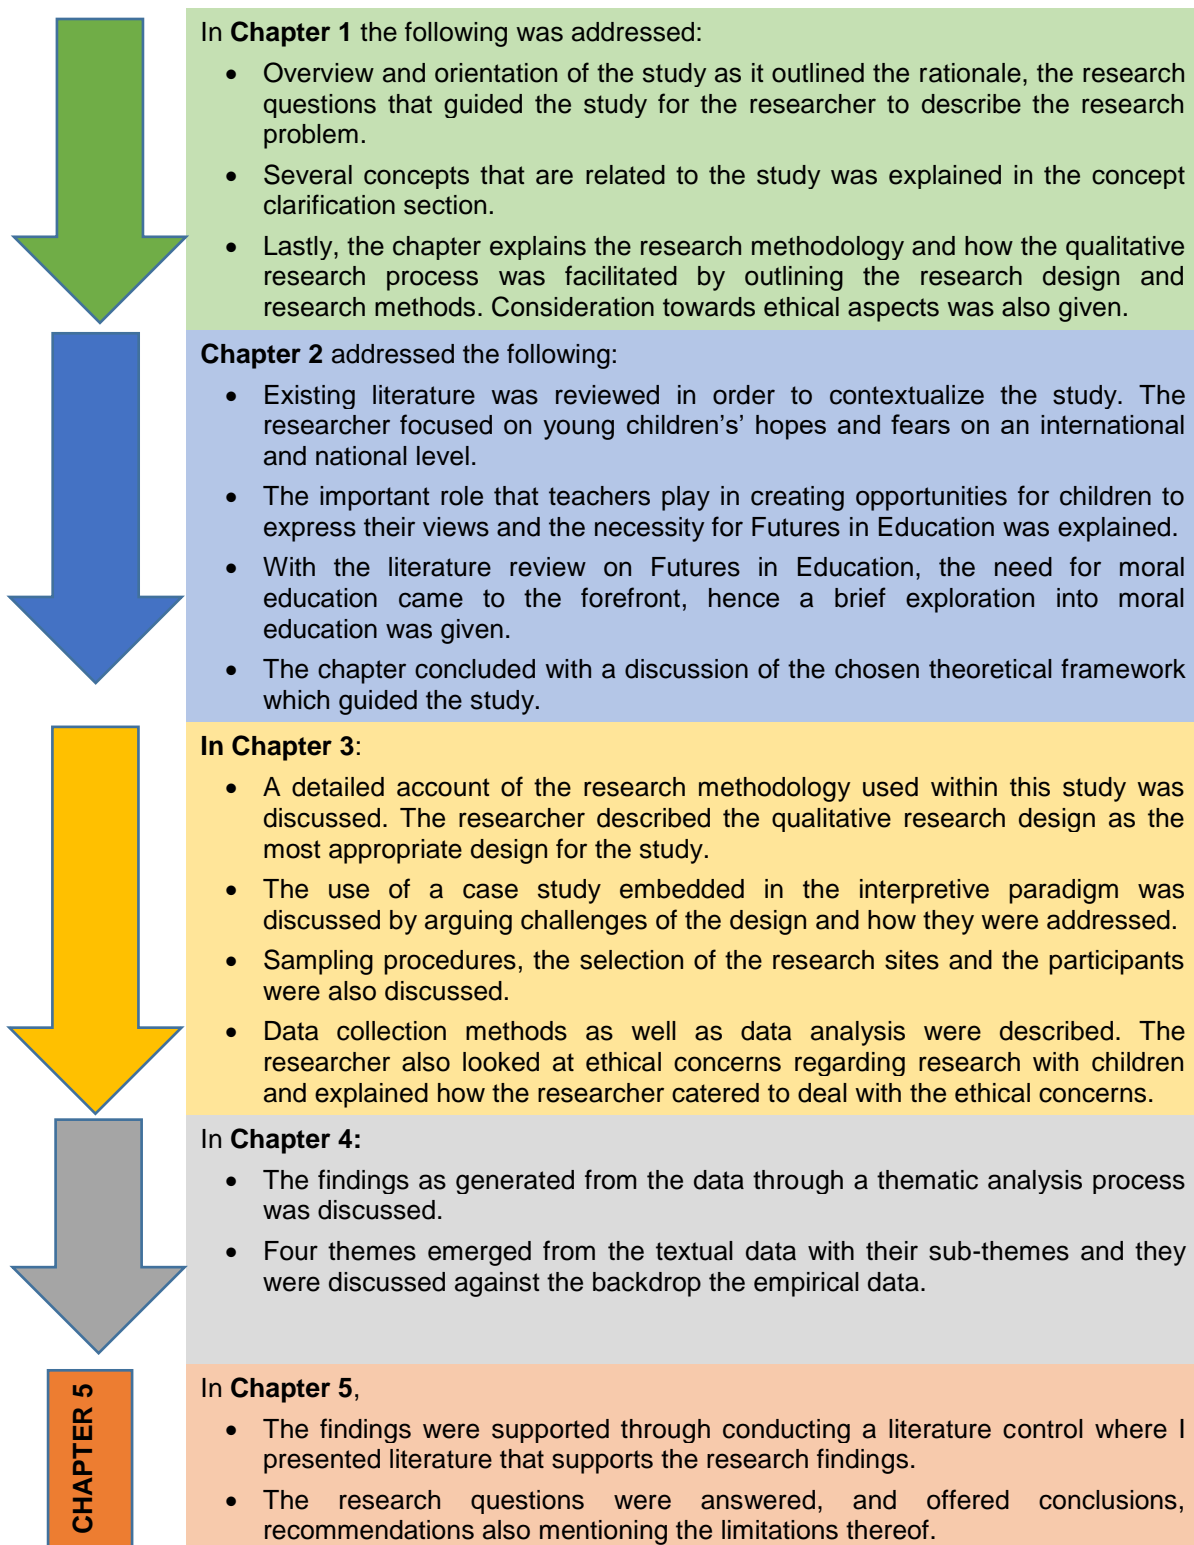 In Chapter 1 the following was addressed:
• Overview and orientation of the study as it outlined the rationale, the research
questions that guided the study for the researcher to describe the research
problem.
• Several concepts that are related to the study was explained in the concept
clarification section.
• Lastly, the chapter explains the research methodology and how the qualitative
research process was facilitated by outlining the research design and
research methods. Consideration towards ethical aspects was also given.
Chapter 2 addressed the following:
• Existing literature was reviewed in order to contextualize the study. The
researcher focused on young children’s’ hopes and fears on an international
and national level.
• The important role that teachers play in creating opportunities for children to
express their views and the necessity for Futures in Education was explained.
• With the literature review on Futures in Education, the need for moral
education came to the forefront, hence a brief exploration into moral
education was given.
• The chapter concluded with a discussion of the chosen theoretical framework
which guided the study.
In Chapter 3:
• A detailed account of the research methodology used within this study was
discussed. The researcher described the qualitative research design as the
most appropriate design for the study.
• The use of a case study embedded in the interpretive paradigm was
discussed by arguing challenges of the design and how they were addressed.
• Sampling procedures, the selection of the research sites and the participants
were also discussed.
• Data collection methods as well as data analysis were described. The
researcher also looked at ethical concerns regarding research with children
and explained how the researcher catered to deal with the ethical concerns.
In Chapter 4:
• The findings as generated from the data through a thematic analysis process
was discussed.
• Four themes emerged from the textual data with their sub-themes and they
were discussed against the backdrop the empirical data.
CHAPTER 5
In Chapter 5,
• The findings were supported through conducting a literature control where I
presented literature that supports the research findings.
• The research questions were answered, and offered conclusions,
recommendations also mentioning the limitations thereof.